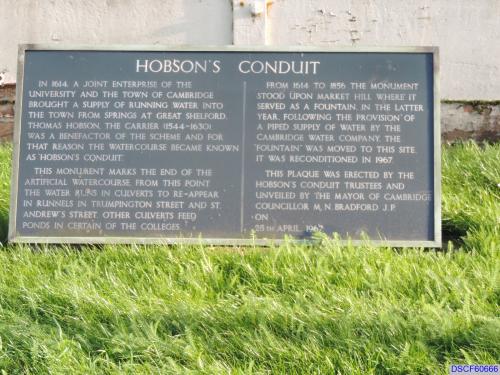 HOBSON'S CONDUIT
IN 1614, A JOINT ENTERPRISE OF THE
UNIVERSITY AND THE TOWN OF CAMBRIDGE
BROUGHT A SUPPLY OF RUNNING WATER INTO
THE TOWN FROM SPRINGS AT GREAT SHELFORD.
THOMAS HOBSON, THE CARRIER (1544-1630)
WAS A BENEFACTOR OF THE SCHEME AND FOR
THAT REASON THE WATERCOURSE BECAME KNOWN
AS HOBSON'S CONDUIT.
THIS MONUMENT MARKS THE END OF THE
ARTIFICIAL WATERCOURSE. FROM THIS POINT
THE WATER RUNS IN CULVERTS TO RE-APPEAR
IN RUNNELS IN TRUMPINGTON STREET AND ST.
ANDREW'S STREET. OTHER CULVERTS FEED
PONDS IN CERTAIN OF THE COLLEGES.
FROM 1614 TO 1856 THE MONUMENT
STOOD UPON MARKET HILL WHERE IT
SERVED AS A FOUNTAIN. IN THE LATTER
YEAR, FOLLOWING THE PROVISION OF
A PIPED SUPPLY OF WATER BY THE
CAMBRIDGE WATER COMPANY, THE
"FOUNTAIN" WAS MOVED TO THIS SITE.
IT WAS RECONDITIONED IN 1967.
THIS PLAQUE WAS ERECTED BY THE
HOBSON'S CONDUIT TRUSTEES AND
UNVEILED BY THE MAYOR OF CAMBRIDGE
COUNCILLOR M. N. BRADFORD J.P.
ON
25TH APRIL, 1967
DSCF60666